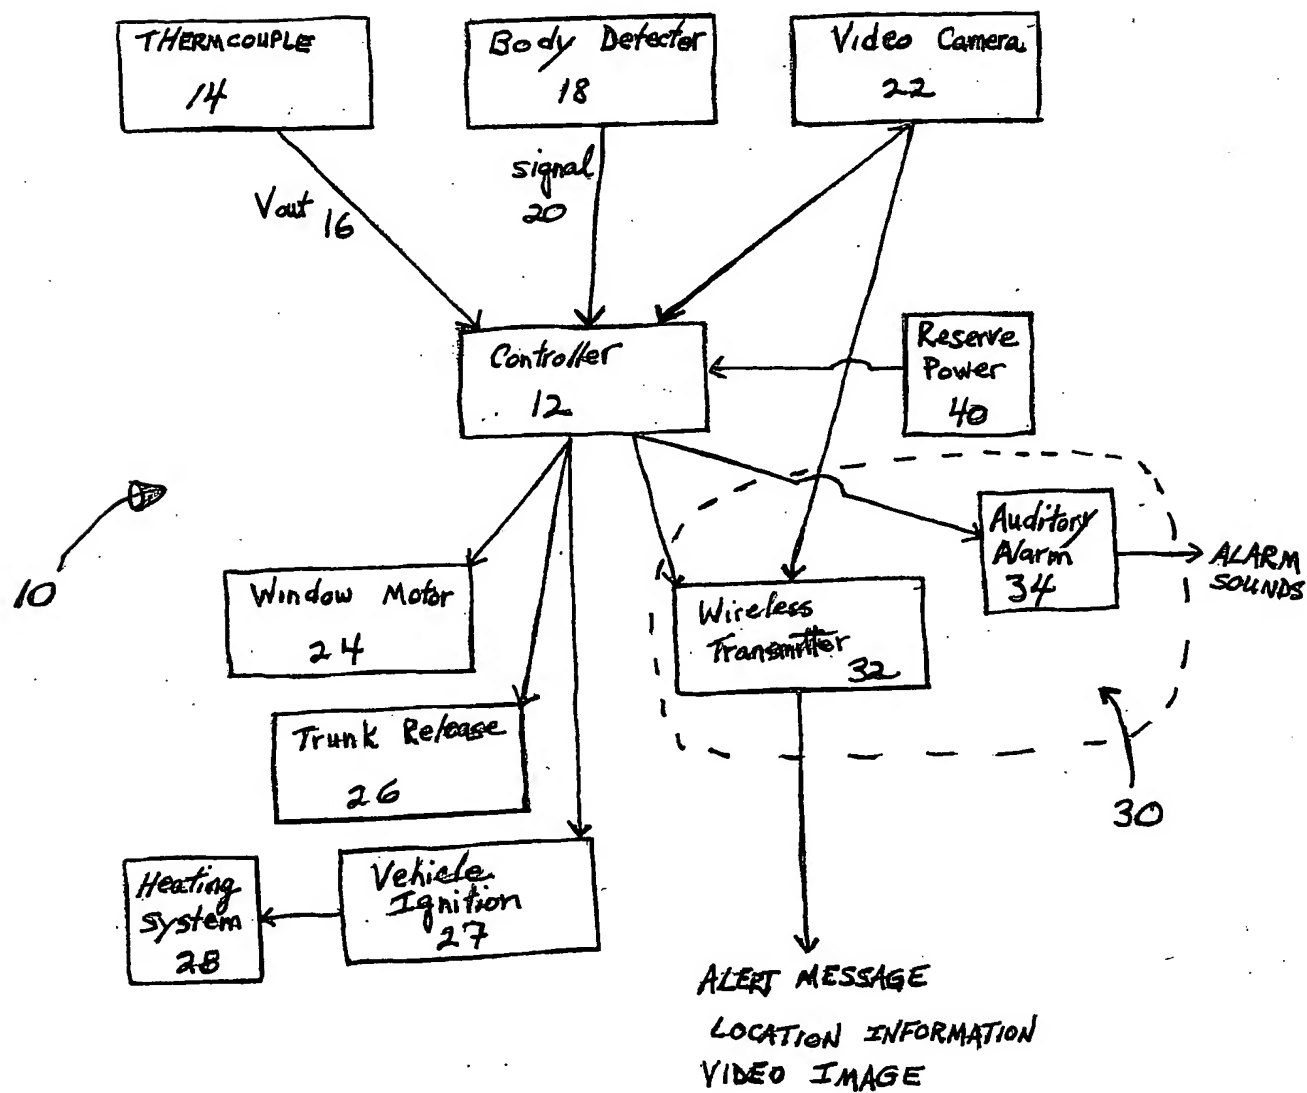 THERMCOUPLE
14
Body Detector
18
Video Camera
22
Vout 16
signal
20
Controller
12
Reserve
Power
40
10
Window Motor
24
Auditory
Alarm
34
ALARM
SOUNDS
Wireless
Transmitter
32
Trunk Release
26
30
Heating
system
28
Vehicle
Ignition
27
ALERT MESSAGE
LOCATION INFORMATION
VIDEO IMAGE